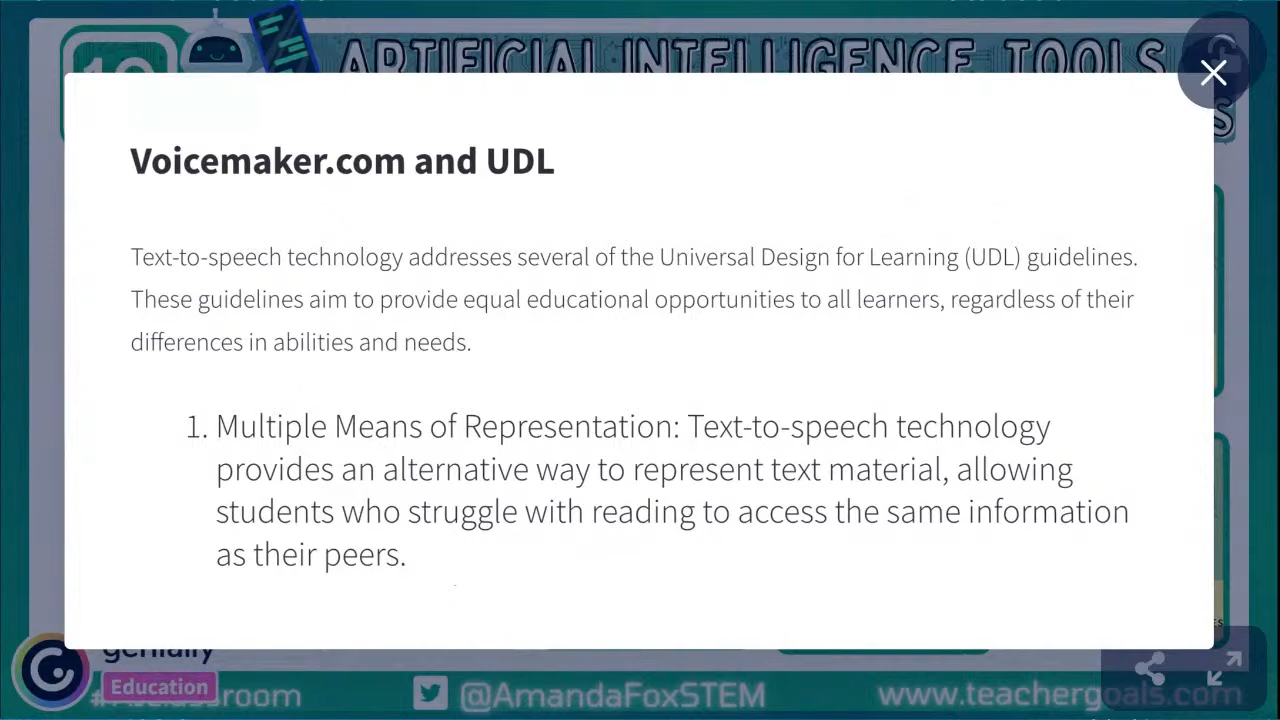 ARTIFICIAL INTELLIGENCE TOOLS
Voicemaker.com and UDL
Text-to-speech technology addresses several of the Universal Design for Learning (UDL) guidelines.
These guidelines aim to provide equal educational opportunities to all learners, regardless of their
differences in abilities and needs.
1. Multiple Means of Representation: Text-to-speech technology
provides an alternative way to represent text material, allowing
students who struggle with reading to access the same information
as their peers.
genially
Education
@AmandaFoxSTEM
www.teachergoals.com